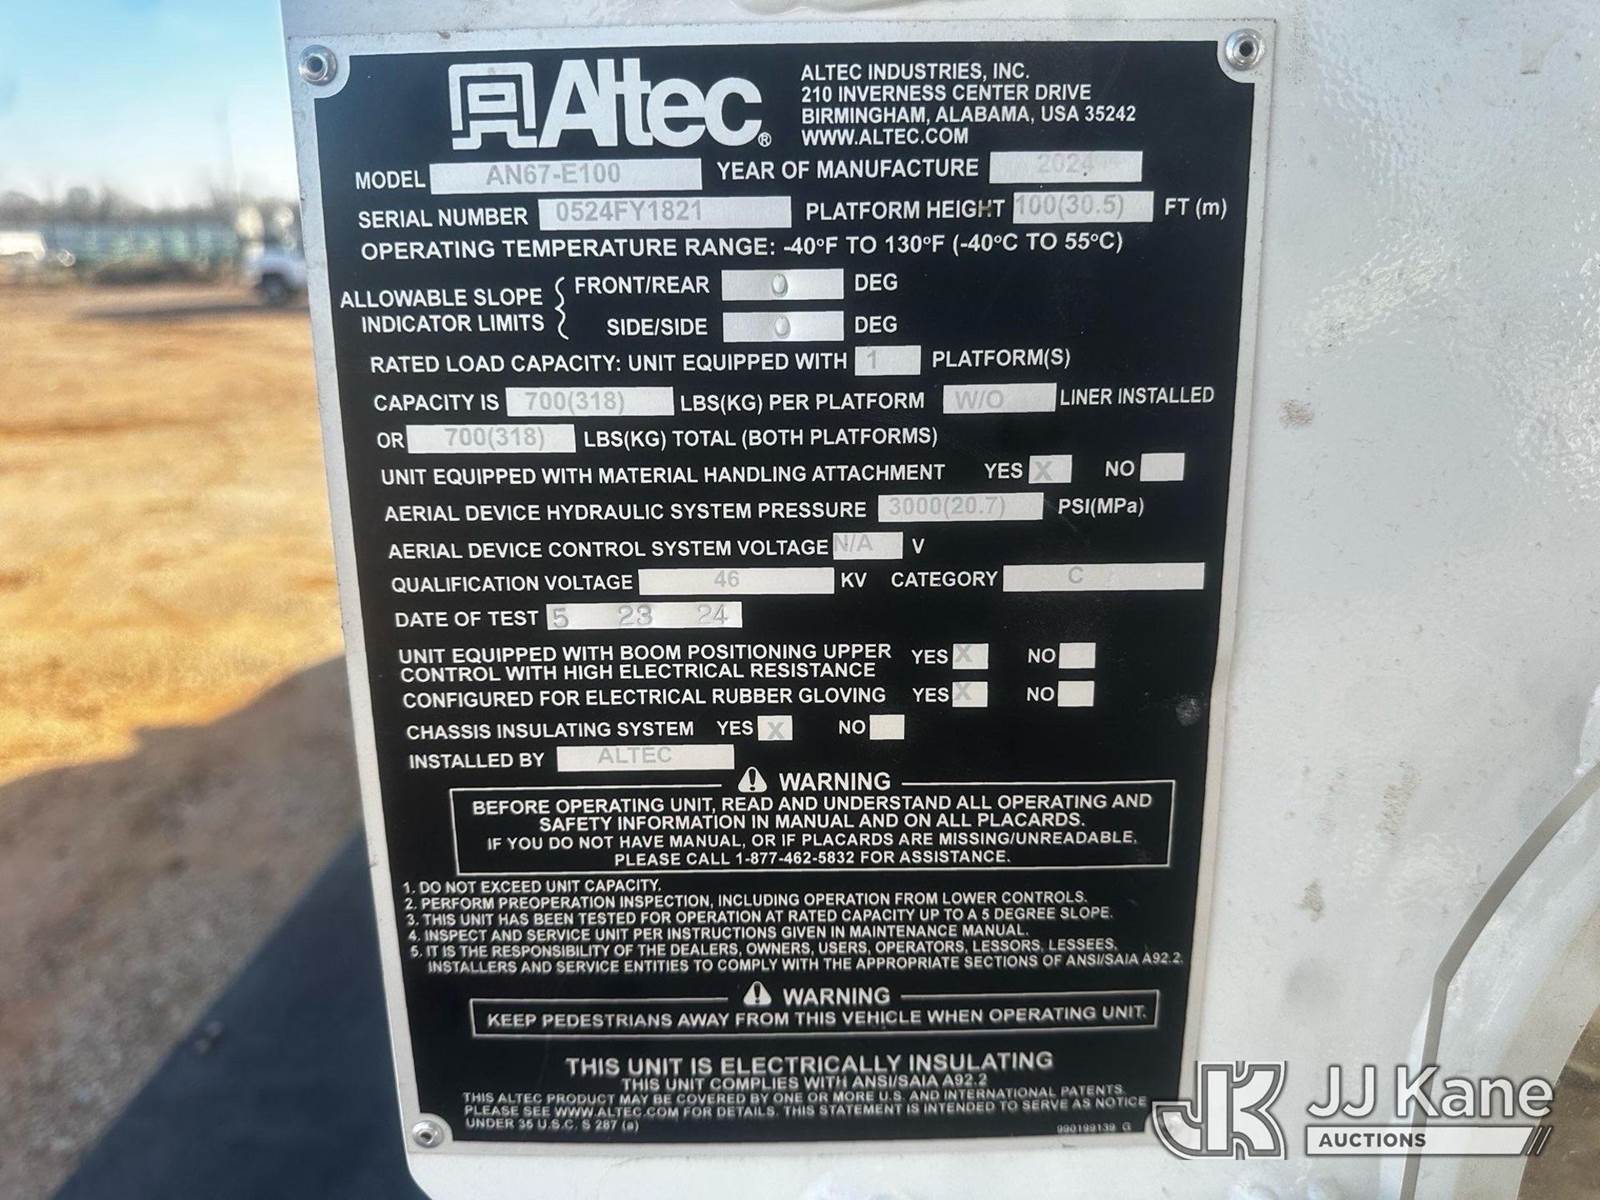 Altec®
ALTEC INDUSTRIES, INC.
210 INVERNESS CENTER DRIVE
BIRMINGHAM, ALABAMA, USA 35242
WWW.ALTEC.COM
MODEL AN67-E100 YEAR OF MANUFACTURE 2024
SERIAL NUMBER 0524FY1821 PLATFORM HEIGHT 100(30.5) FT (m)
OPERATING TEMPERATURE RANGE: -40°F TO 130°F (-40°C TO 55°C)
ALLOWABLE SLOPE INDICATOR LIMITS
FRONT/REAR 0 DEG
SIDE/SIDE 0 DEG
RATED LOAD CAPACITY: UNIT EQUIPPED WITH 1 PLATFORM(S)
CAPACITY IS 700(318) LBS(KG) PER PLATFORM W/O LINER INSTALLED
OR 700(318) LBS(KG) TOTAL (BOTH PLATFORMS)
UNIT EQUIPPED WITH MATERIAL HANDLING ATTACHMENT YES X NO
AERIAL DEVICE HYDRAULIC SYSTEM PRESSURE 3000(20.7) PSI(MPa)
AERIAL DEVICE CONTROL SYSTEM VOLTAGE N/A V
QUALIFICATION VOLTAGE 46 KV CATEGORY C
DATE OF TEST 5 23 24
UNIT EQUIPPED WITH BOOM POSITIONING UPPER
CONTROL WITH HIGH ELECTRICAL RESISTANCE YES X NO
CONFIGURED FOR ELECTRICAL RUBBER GLOVING YES X NO
CHASSIS INSULATING SYSTEM YES X NO
INSTALLED BY ALTEC
WARNING
BEFORE OPERATING UNIT, READ AND UNDERSTAND ALL OPERATING AND
SAFETY INFORMATION IN MANUAL AND ON ALL PLACARDS.
IF YOU DO NOT HAVE MANUAL, OR IF PLACARDS ARE MISSING/UNREADABLE,
PLEASE CALL 1-877-462-5832 FOR ASSISTANCE.
1. DO NOT EXCEED UNIT CAPACITY.
2. PERFORM PREOPERATION INSPECTION, INCLUDING OPERATION FROM LOWER CONTROLS.
3. THIS UNIT HAS BEEN TESTED FOR OPERATION AT RATED CAPACITY UP TO A 5 DEGREE SLOPE.
4. INSPECT AND SERVICE UNIT PER INSTRUCTIONS GIVEN IN MAINTENANCE MANUAL.
5. IT IS THE RESPONSIBILITY OF THE DEALERS, OWNERS, USERS, OPERATORS, LESSORS, LESSEES,
INSTALLERS AND SERVICE ENTITIES TO COMPLY WITH THE APPROPRIATE SECTIONS OF ANSI/SAIA A92.2.
WARNING
KEEP PEDESTRIANS AWAY FROM THIS VEHICLE WHEN OPERATING UNIT.
THIS UNIT IS ELECTRICALLY INSULATING
THIS UNIT COMPLIES WITH ANSI/SAIA A92.2
THIS ALTEC PRODUCT MAY BE COVERED BY ONE OR MORE U.S. AND INTERNATIONAL PATENTS.
PLEASE SEE WWW.ALTEC.COM FOR DETAILS. THIS STATEMENT IS INTENDED TO SERVE AS NOTICE
UNDER 35 U.S.C. S 287 (a)
990199139 G
JK JJ Kane
AUCTIONS